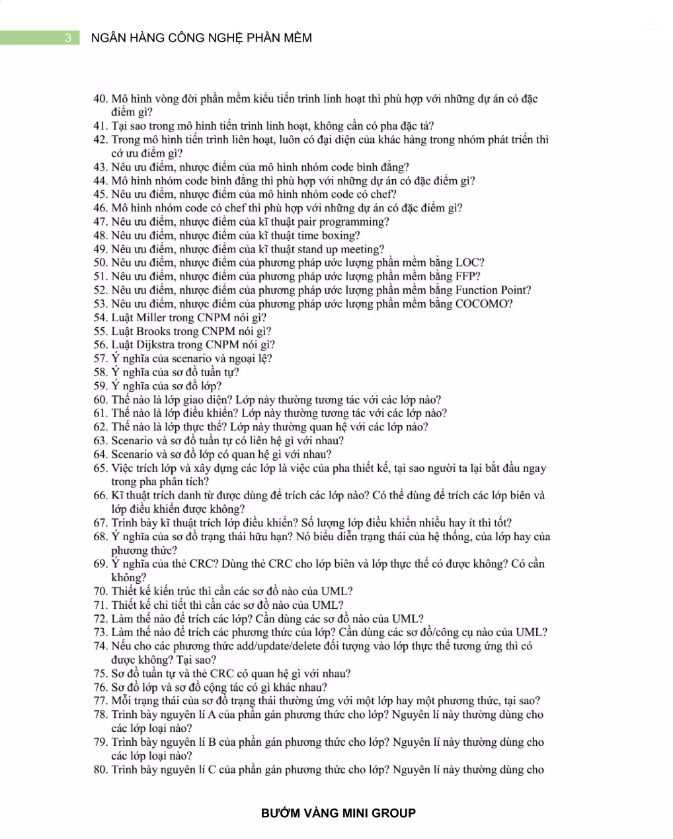 3 NGÂN HÀNG CÔNG NGHỆ PHẦN MỀM
40. Mô hình vòng đời phần mềm kiểu tiến trình linh hoạt thì phù hợp với những dự án có đặc
điểm gì?
41. Tại sao trong mô hình tiến trình linh hoạt, không cần có pha đặc tả?
42. Trong mô hình tiến trình liên hoạt, luôn có đại diện của khác hàng trong nhóm phát triển thì
cớ ưu điểm gì?
43. Nêu ưu điểm, nhược điểm của mô hình nhóm code bình đẳng?
44. Mô hình nhóm code bình đẳng thì phù hợp với những dự án có đặc điểm gì?
45. Nêu ưu điểm, nhược điểm của mô hình nhóm code có chef?
46. Mô hình nhóm code có chef thì phù hợp với những dự án có đặc điểm gì?
47. Nêu ưu điểm, nhược điểm của kĩ thuật pair programming?
48. Nêu ưu điểm, nhược điểm của kĩ thuật time boxing?
49. Nêu ưu điểm, nhược điểm của kĩ thuật stand up meeting?
50. Nêu ưu điểm, nhược điểm của phương pháp ước lượng phần mềm bằng LOC?
51. Nêu ưu điểm, nhược điểm của phương pháp ước lượng phần mềm bằng FFP?
52. Nêu ưu điểm, nhược điểm của phương pháp ước lượng phần mềm bằng Function Point?
53. Nêu ưu điểm, nhược điểm của phương pháp ước lượng phần mềm bằng COCOMO?
54. Luật Miller trong CNPM nói gì?
55. Luật Brooks trong CNPM nói gì?
56. Luật Dijkstra trong CNPM nói gì?
57. Ý nghĩa của scenario và ngoại lệ?
58. Ý nghĩa của sơ đồ tuần tự?
59. Ý nghĩa của sơ đồ lớp?
60. Thế nào là lớp giao diện? Lớp này thường tương tác với các lớp nào?
61. Thế nào là lớp điều khiển? Lớp này thường tương tác với các lớp nào?
62. Thế nào là lớp thực thể? Lớp này thường quan hệ với các lớp nào?
63. Scenario và sơ đồ tuần tự có liên hệ gì với nhau?
64. Scenario và sơ đồ lớp có quan hệ gì với nhau?
65. Việc trích lớp và xây dựng các lớp là việc của pha thiết kế, tại sao người ta lại bắt đầu ngay
trong pha phân tích?
66. Kĩ thuật trích danh từ được dùng để trích các lớp nào? Có thể dùng để trích các lớp biên và
lớp điều khiển được không?
67. Trình bày kĩ thuật trích lớp điều khiển? Số lượng lớp điều khiển nhiều hay ít thì tốt?
68. Ý nghĩa của sơ đồ trạng thái hữu hạn? Nó biểu diễn trạng thái của hệ thống, của lớp hay của
phương thức?
69. Ý nghĩa của thẻ CRC? Dùng thẻ CRC cho lớp biên và lớp thực thể có được không? Có cần
không?
70. Thiết kế kiến trúc thì cần các sơ đồ nào của UML?
71. Thiết kế chi tiết thì cần các sơ đồ nào của UML?
72. Làm thế nào để trích các lớp? Cần dùng các sơ đồ nào của UML?
73. Làm thế nào để trích các phương thức của lớp? Cần dùng các sơ đồ/công cụ nào của UML?
74. Nếu cho các phương thức add/update/delete đối tượng vào lớp thực thể tương ứng thì có
được không? Tại sao?
75. Sơ đồ tuần tự và thẻ CRC có quan hệ gì với nhau?
76. Sơ đồ lớp và sơ đồ cộng tác có gì khác nhau?
77. Mỗi trạng thái của sơ đồ trạng thái thường ứng với một lớp hay một phương thức, tại sao?
78. Trình bày nguyên lí A của phần gán phương thức cho lớp? Nguyên lí này thường dùng cho
các lớp loại nào?
79. Trình bày nguyên lí B của phần gán phương thức cho lớp? Nguyên lí này thường dùng cho
các lớp loại nào?
80. Trình bày nguyên lí C của phần gán phương thức cho lớp? Nguyên lí này thường dùng cho
BƯỚM VÀNG MINI GROUP